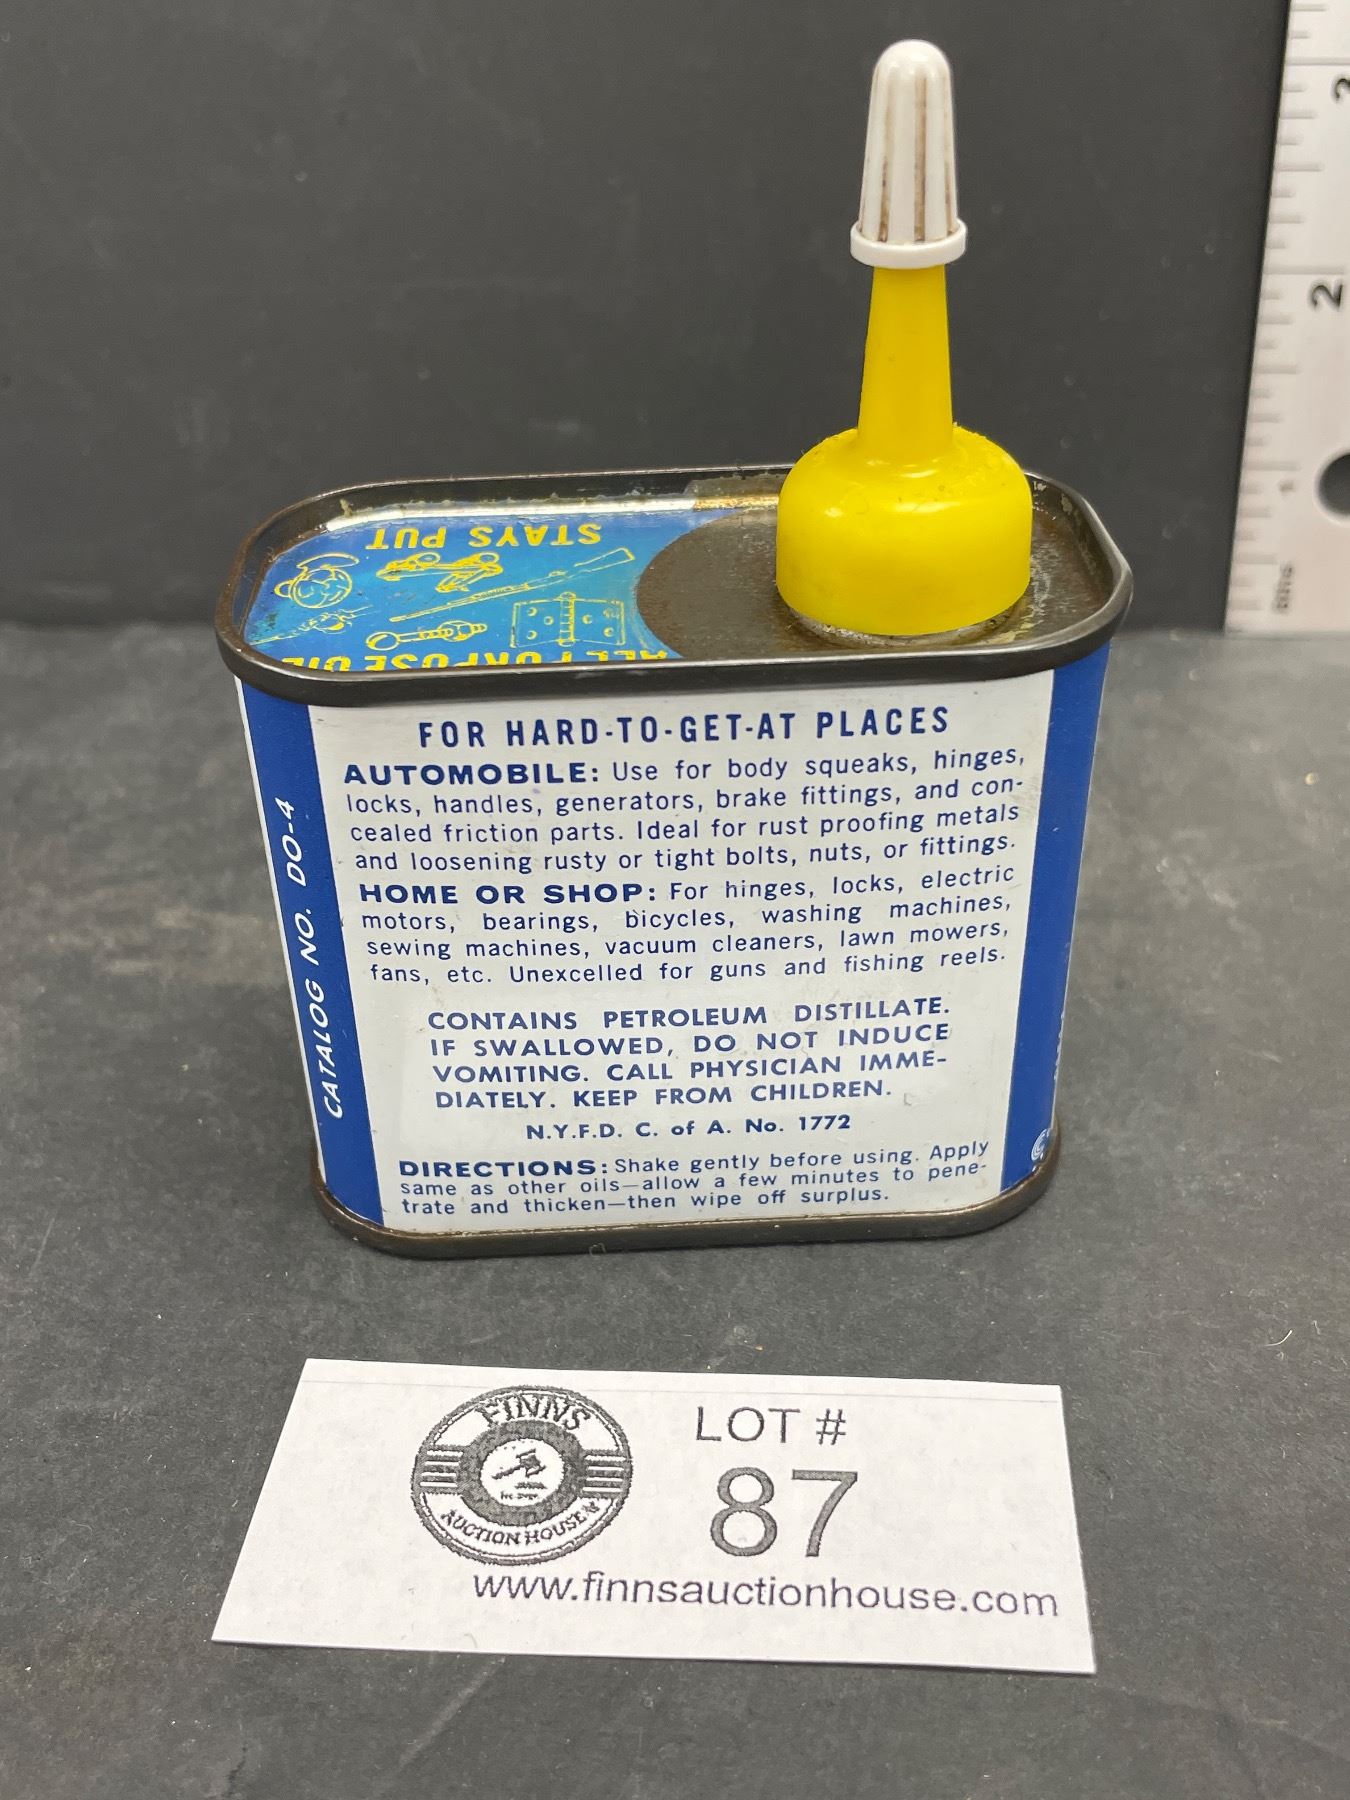 STAYS PUT
ALL PURPOSE OIL
FOR HARD-TO-GET-AT PLACES
AUTOMOBILE: Use for body squeaks, hinges,
locks, handles, generators, brake fittings, and con-
cealed friction parts. Ideal for rust proofing metals
and loosening rusty or tight bolts, nuts, or fittings.
HOME OR SHOP: For hinges, locks, electric
motors, bearings, bicycles, washing machines,
sewing machines, vacuum cleaners, lawn mowers,
fans, etc. Unexcelled for guns and fishing reels.
CONTAINS PETROLEUM DISTILLATE.
IF SWALLOWED, DO NOT INDUCE
VOMITING. CALL PHYSICIAN IMME-
DIATELY. KEEP FROM CHILDREN.
N.Y.F.D. C. of A. No. 1772
DIRECTIONS: Shake gently before using. Apply
same as other oils—allow a few minutes to pene-
trate and thicken—then wipe off surplus.
CATALOG NO. DO-4
2
1
FINNS
AUCTION HOUSE
LOT #
87
www.finnsauctionhouse.com